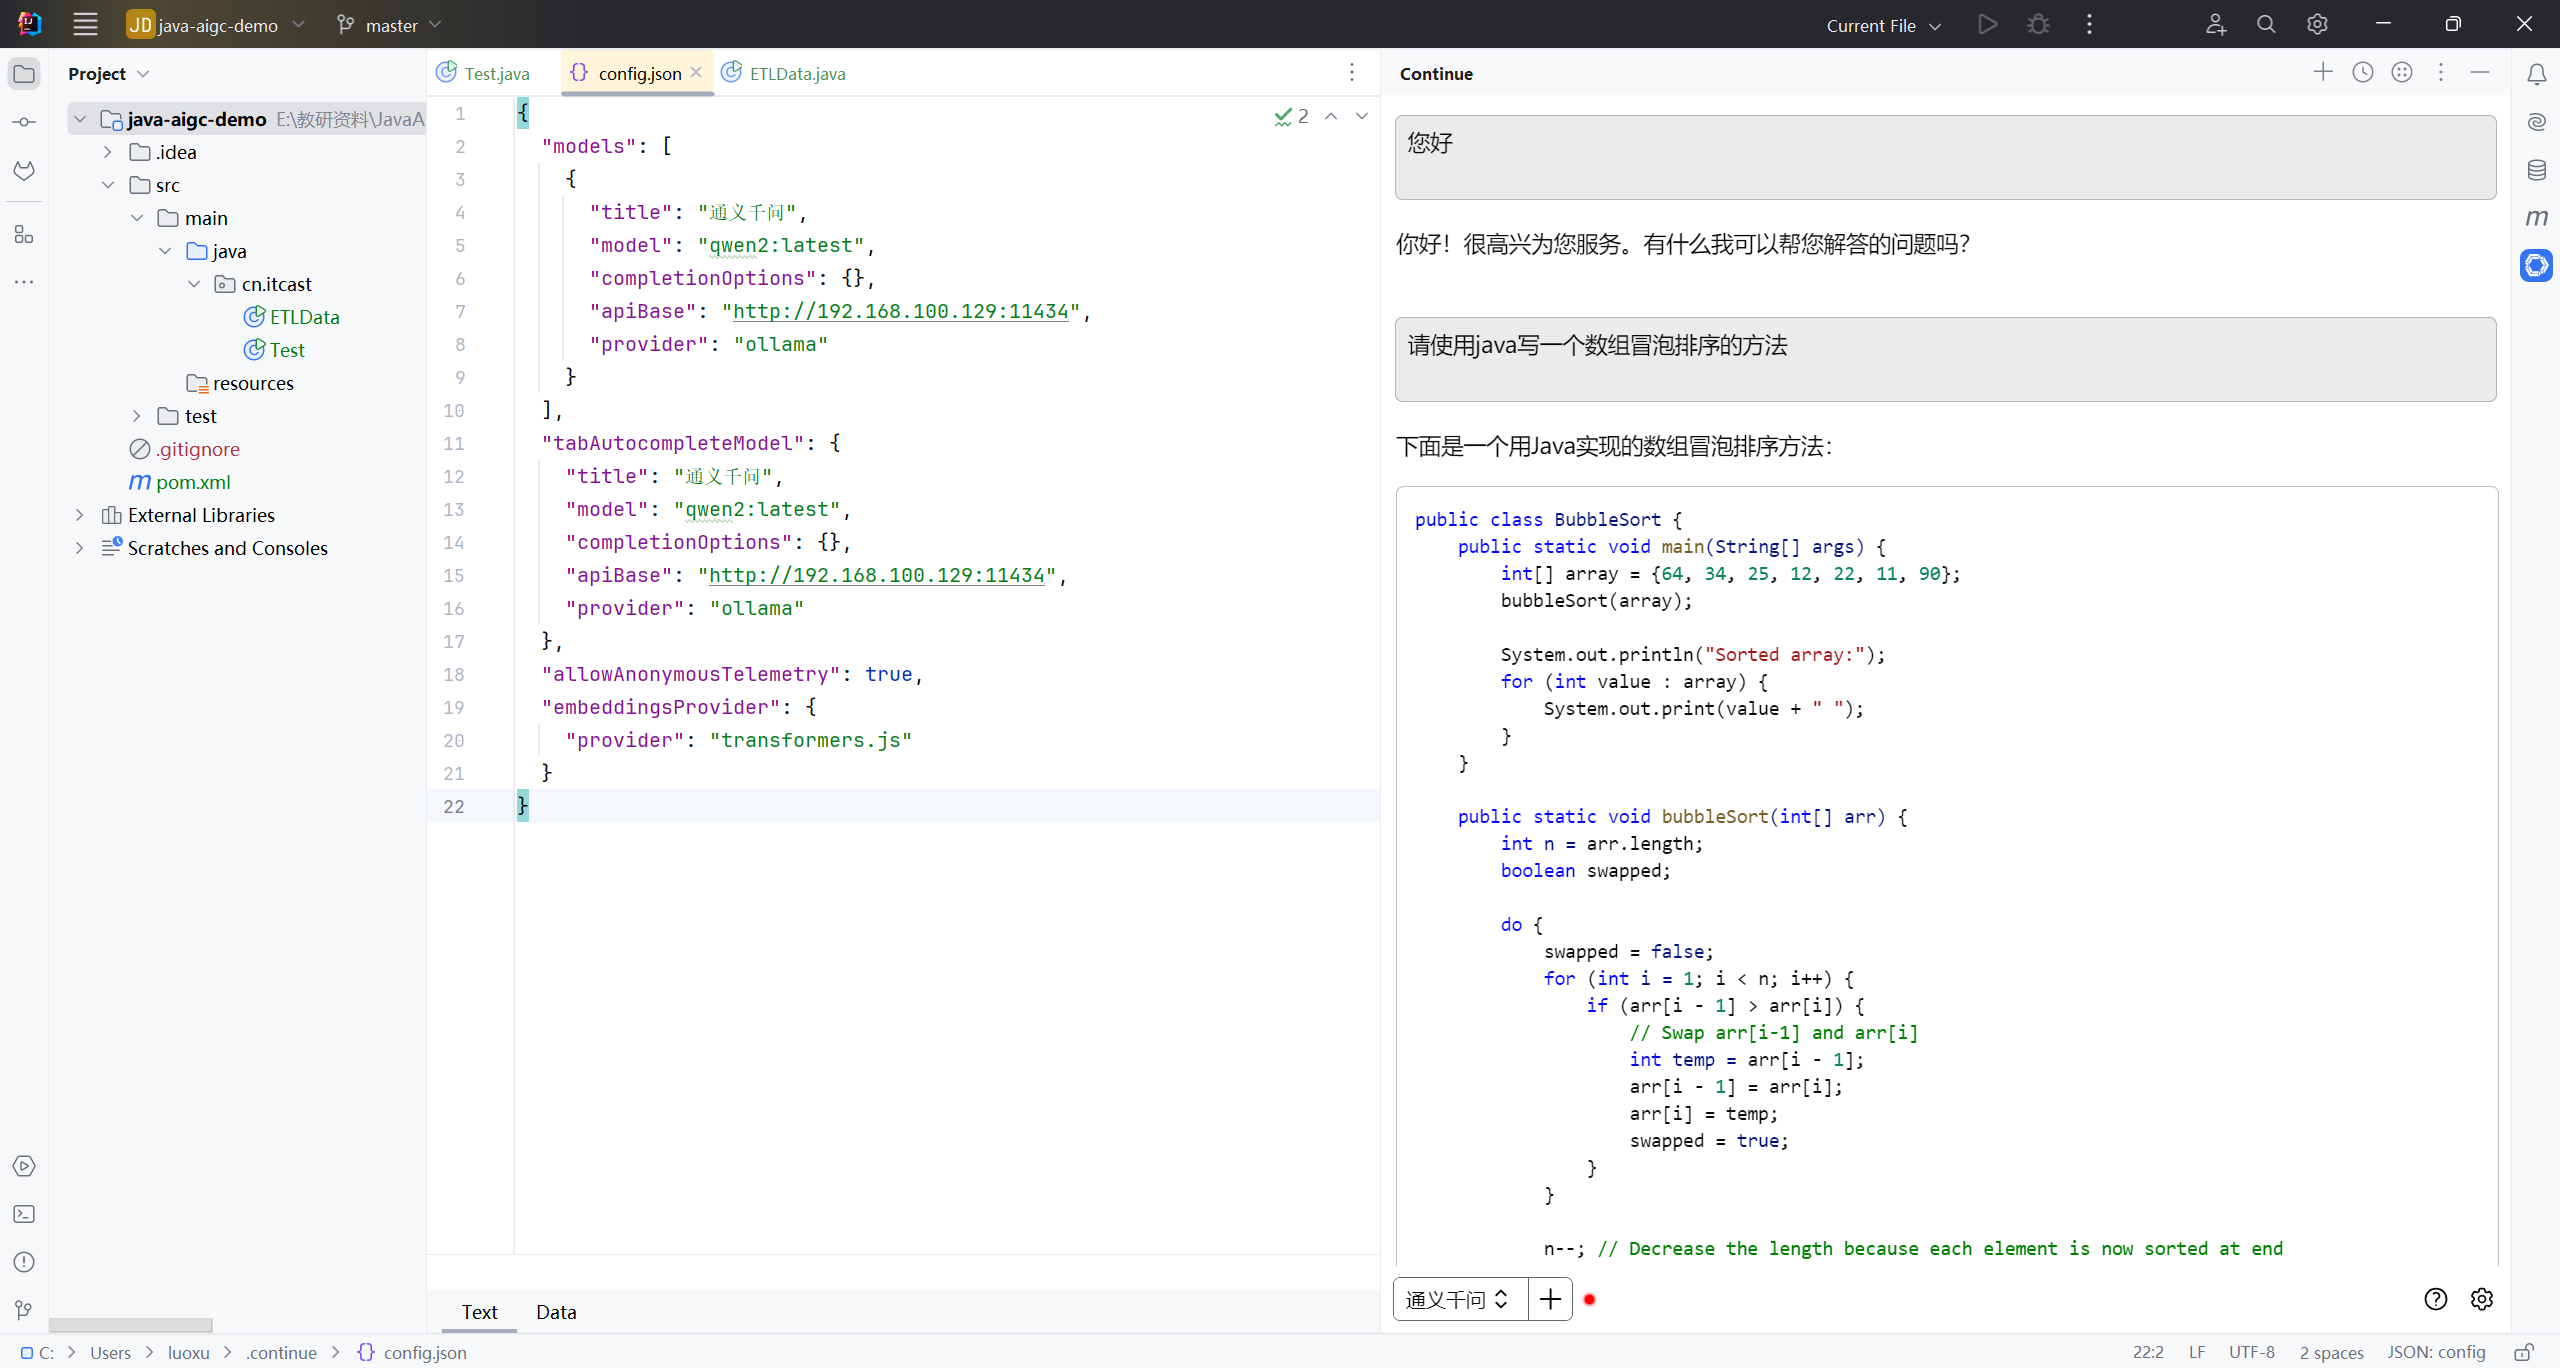 JD java-aigc-demo master Current File
Project
java-aigc-demo E:\教研资料\JavaA
.idea
src
main
java
cn.itcast
ETLData
Test
resources
test
.gitignore
m pom.xml
External Libraries
Scratches and Consoles
Test.java {} config.json ETLData.java
2
1 {
2 "models": [
3 {
4 "title": "通义千问",
5 "model": "qwen2:latest",
6 "completionOptions": {},
7 "apiBase": "http://192.168.100.129:11434",
8 "provider": "ollama"
9 }
10 ],
11 "tabAutocompleteModel": {
12 "title": "通义千问",
13 "model": "qwen2:latest",
14 "completionOptions": {},
15 "apiBase": "http://192.168.100.129:11434",
16 "provider": "ollama"
17 },
18 "allowAnonymousTelemetry": true,
19 "embeddingsProvider": {
20 "provider": "transformers.js"
21 }
22 }
Text Data
Continue
您好
你好！很高兴为您服务。有什么我可以帮您解答的问题吗？
请使用java写一个数组冒泡排序的方法
下面是一个用Java实现的数组冒泡排序方法：
public class BubbleSort {
public static void main(String[] args) {
int[] array = {64, 34, 25, 12, 22, 11, 90};
bubbleSort(array);
System.out.println("Sorted array:");
for (int value : array) {
System.out.print(value + " ");
}
}
public static void bubbleSort(int[] arr) {
int n = arr.length;
boolean swapped;
do {
swapped = false;
for (int i = 1; i < n; i++) {
if (arr[i - 1] > arr[i]) {
// Swap arr[i-1] and arr[i]
int temp = arr[i - 1];
arr[i - 1] = arr[i];
arr[i] = temp;
swapped = true;
}
}
n--; // Decrease the length because each element is now sorted at end
通义千问
m
C: > Users > luoxu > .continue > {} config.json
22:2 LF UTF-8 2 spaces JSON: config